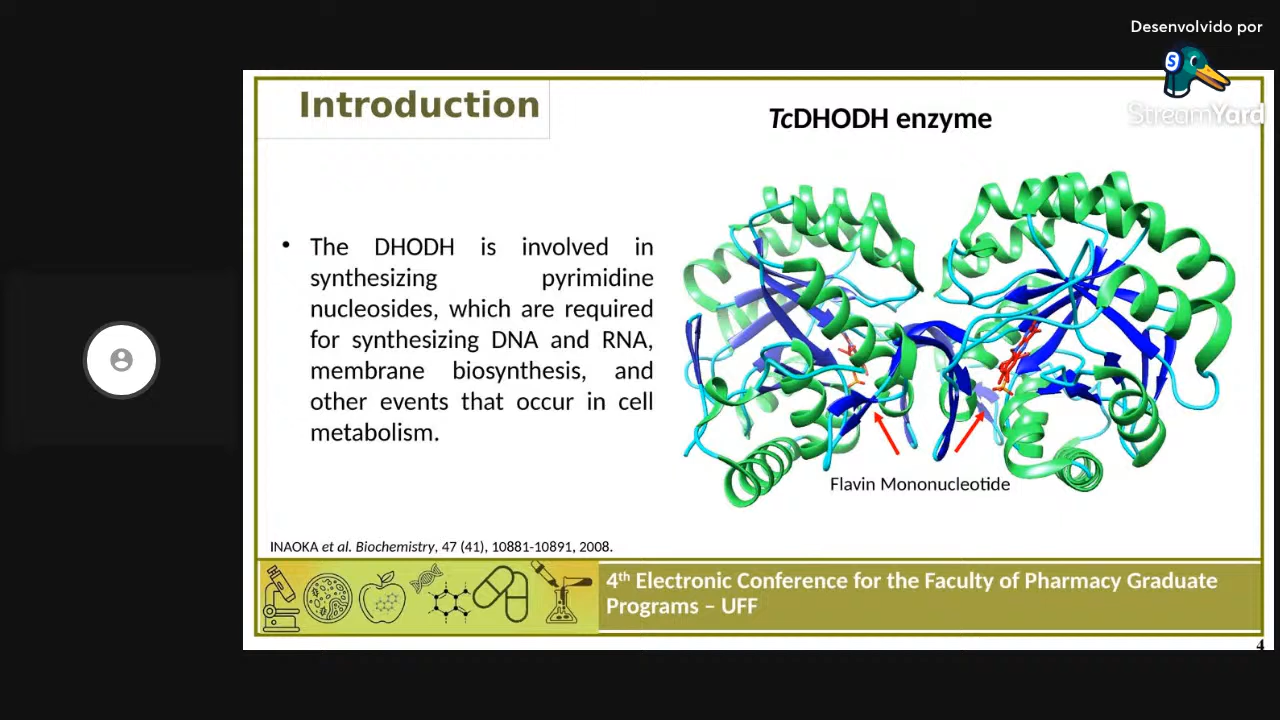 Desenvolvido por
StreamYard
Introduction
TcDHODH enzyme
• The DHODH is involved in
synthesizing pyrimidine
nucleosides, which are required
for synthesizing DNA and RNA,
membrane biosynthesis, and
other events that occur in cell
metabolism.
Flavin Mononucleotide
INAOKA et al. Biochemistry, 47 (41), 10881-10891, 2008.
4th Electronic Conference for the Faculty of Pharmacy Graduate
Programs – UFF
4